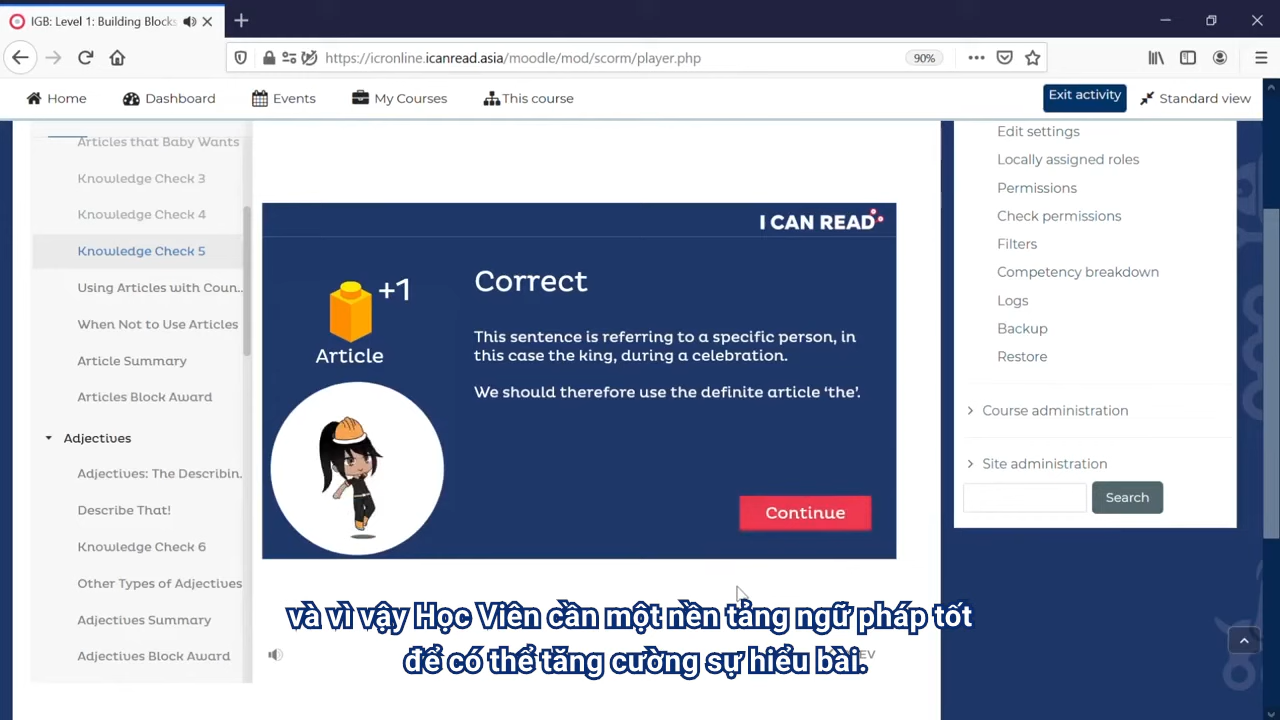 IGB: Level 1: Building Blocks
https://icronline.icanread.asia/moodle/mod/scorm/player.php
90%
Home
Dashboard
Events
My Courses
This course
Exit activity
Standard view
Articles that Baby Wants
Knowledge Check 3
Knowledge Check 4
Knowledge Check 5
Using Articles with Coun..
When Not to Use Articles
Article Summary
Articles Block Award
Adjectives
Adjectives: The Describin.
Describe That!
Knowledge Check 6
Other Types of Adjectives
Adjectives Summary
Adjectives Block Award
I CAN READ
+1
Article
Correct
This sentence is referring to a specific person, in
this case the king, during a celebration.
We should therefore use the definite article ‘the’.
Continue
Edit settings
Locally assigned roles
Permissions
Check permissions
Filters
Competency breakdown
Logs
Backup
Restore
Course administration
Site administration
Search
và vì vậy Học Viên cần một nền tảng ngữ pháp tốt
để có thể tăng cường sự hiểu bài.